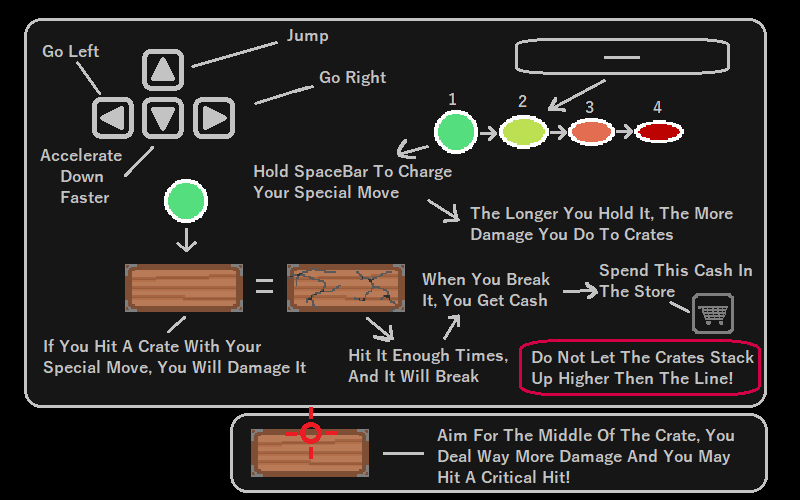 Jump
Go Left
Go Right
1
2
3
4
Accelerate
Down
Faster
Hold SpaceBar To Charge
Your Special Move
The Longer You Hold It, The More
Damage You Do To Crates
=
When You Break
It, You Get Cash
Spend This Cash In
The Store
If You Hit A Crate With Your
Special Move, You Will Damage It
Hit It Enough Times,
And It Will Break
Do Not Let The Crates Stack
Up Higher Then The Line!
Aim For The Middle Of The Crate, You
Deal Way More Damage And You May
Hit A Critical Hit!